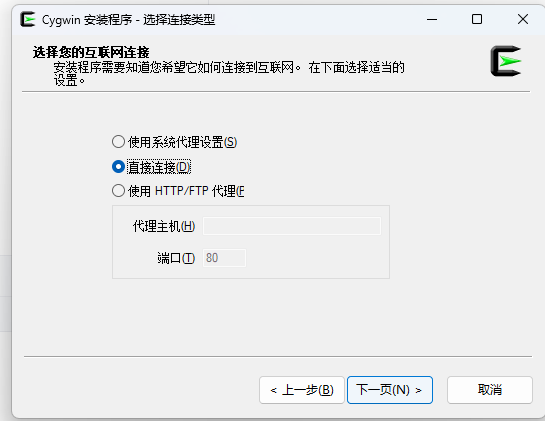 Cygwin 安装程序 - 选择连接类型
选择您的互联网连接
安装程序需要知道您希望它如何连接到互联网。 在下面选择适当的
设置。
使用系统代理设置(S)
直接连接(D)
使用 HTTP/FTP 代理(F
代理主机(H)
端口(T) 80
< 上一步(B) 下一页(N) > 取消